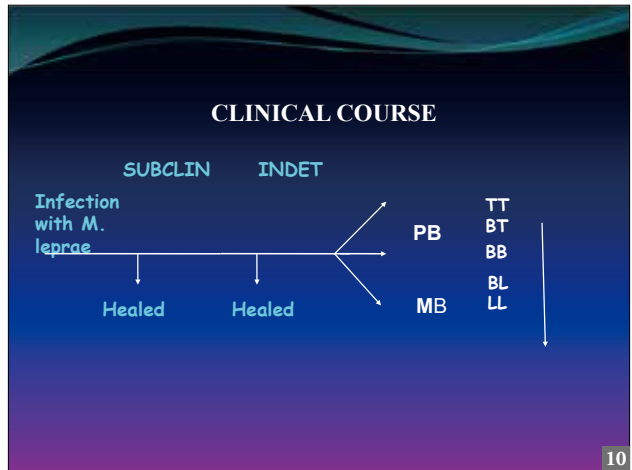 CLINICAL COURSE
SUBCLIN INDET
Infection
with M.
leprae
Healed Healed
PB
MB
TT
BT
BB
BL
LL
10